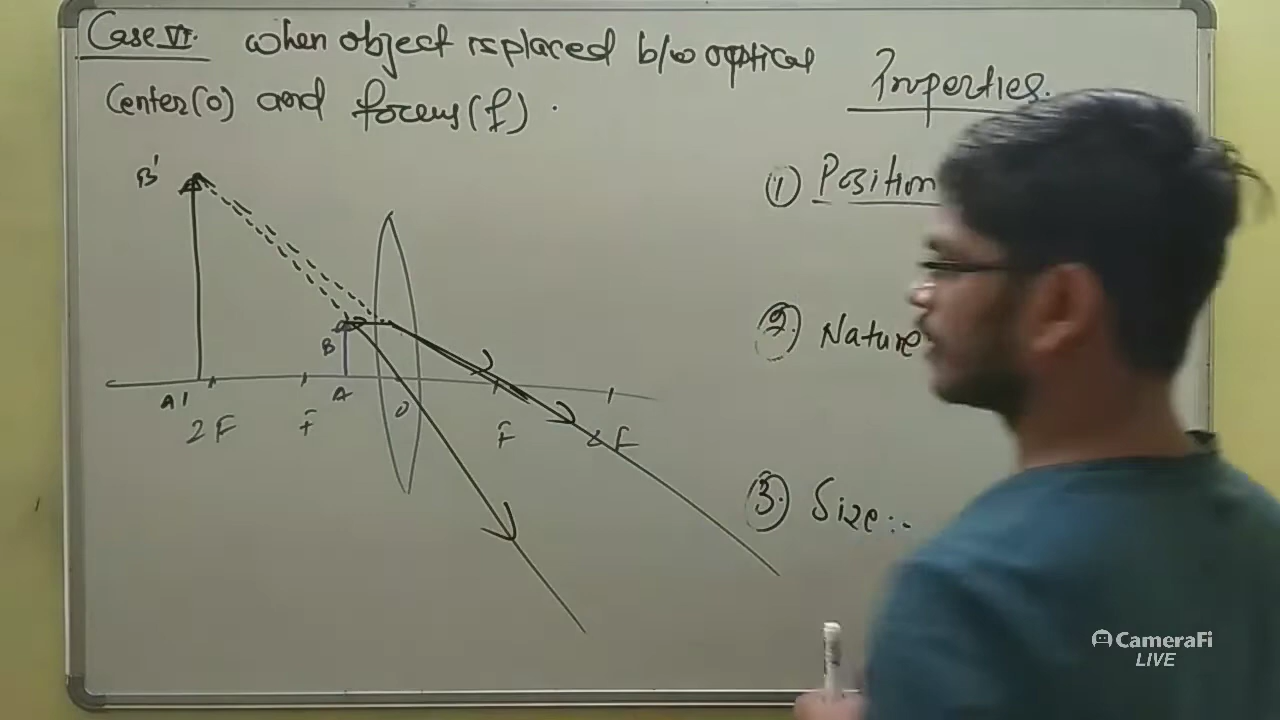 Case VI. when object is placed b/w optical
Center(O) and focus(f).
Properties.
(1) Position
(2) Nature
(3) Size:-
B'
B
A'
A
O
2F
F
F
2F
CameraFi
LIVE